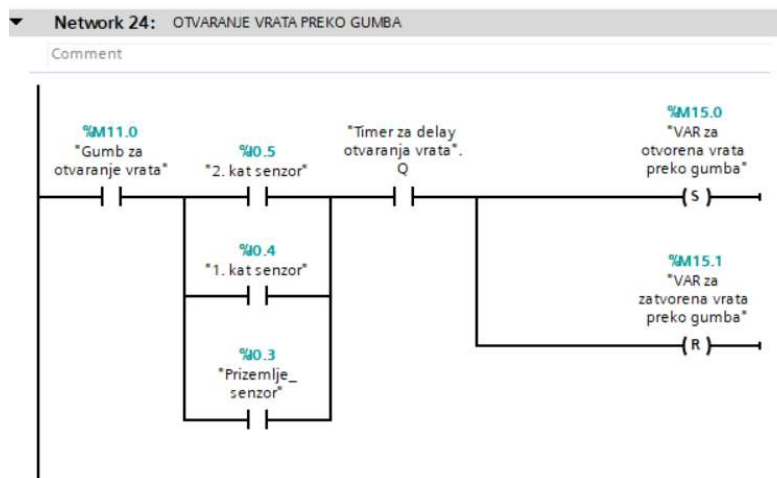 Network 24: OTVARANJE VRATA PREKO GUMBA
Comment
%M11.0
"Gumb za
otvaranje vrata"
%I0.5
"2. kat senzor"
"Timer za delay
otvaranja vrata".
Q
%M15.0
"VAR za
otvorena vrata
preko gumba"
S
%I0.4
"1. kat senzor"
%M15.1
"VAR za
zatvorena vrata
preko gumba"
R
%I0.3
"Prizemlje_
senzor"